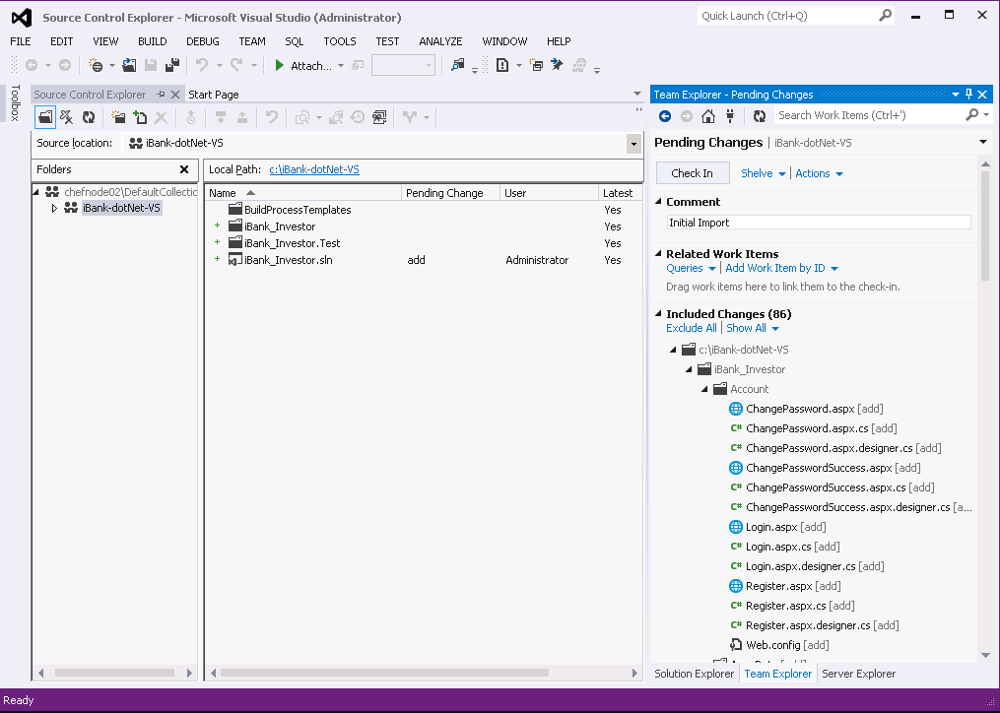 Source Control Explorer - Microsoft Visual Studio (Administrator)
Quick Launch (Ctrl+Q)
FILE EDIT VIEW BUILD DEBUG TEAM SQL TOOLS TEST ANALYZE WINDOW HELP
Attach...
Toolbox
Source Control Explorer
Start Page
Source location: iBank-dotNet-VS
Folders
chefnode02\DefaultCollectic
iBank-dotNet-VS
Local Path: c:\iBank-dotNet-VS
Name Pending Change User Latest
BuildProcessTemplates Yes
iBank_Investor Yes
iBank_Investor.Test Yes
iBank_Investor.sln add Administrator Yes
Team Explorer - Pending Changes
Search Work Items (Ctrl+')
Pending Changes | iBank-dotNet-VS
Check In Shelve Actions
Comment
Initial Import
Related Work Items
Queries Add Work Item by ID
Drag work items here to link them to the check-in.
Included Changes (86)
Exclude All Show All
c:\iBank-dotNet-VS
iBank_Investor
Account
ChangePassword.aspx [add]
ChangePassword.aspx.cs [add]
ChangePassword.aspx.designer.cs [add]
ChangePasswordSuccess.aspx [add]
ChangePasswordSuccess.aspx.cs [add]
ChangePasswordSuccess.aspx.designer.cs [a...
Login.aspx [add]
Login.aspx.cs [add]
Login.aspx.designer.cs [add]
Register.aspx [add]
Register.aspx.cs [add]
Register.aspx.designer.cs [add]
Web.config [add]
Solution Explorer Team Explorer Server Explorer
Ready